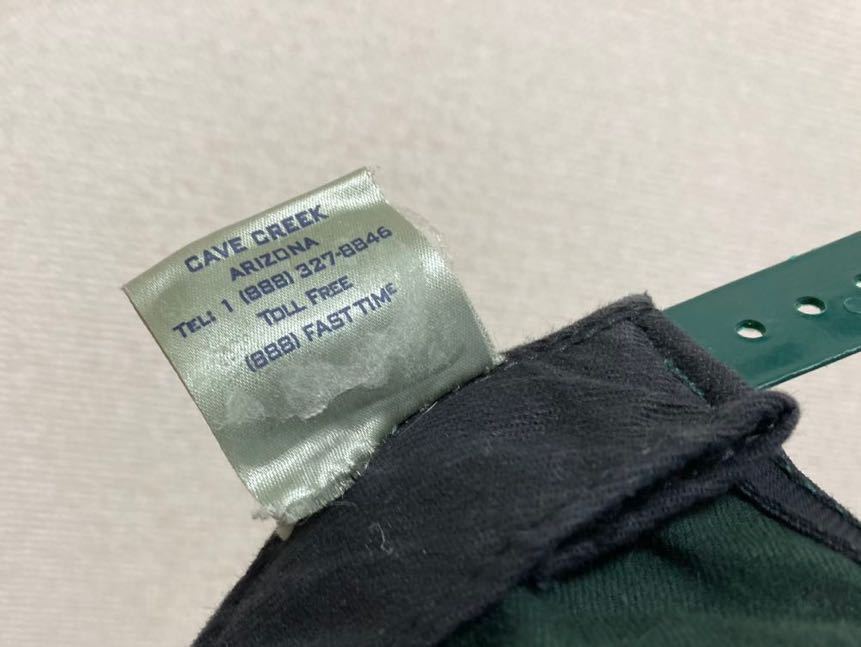 CAVE CREEK
ARIZONA
TEL: 1 (888) 327-8846
TOLL FREE
(888) FAST TIME